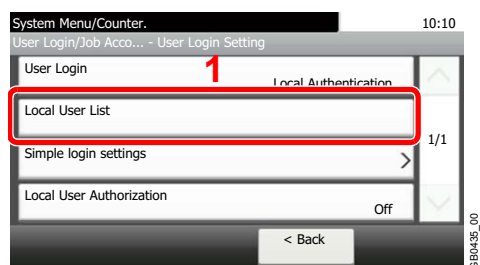 System Menu/Counter.
10:10
User Login/Job Acco... - User Login Setting
User Login
1
Local Authentication
Local User List
1/1
Simple login settings
Local User Authorization
Off
< Back
GB0435_00